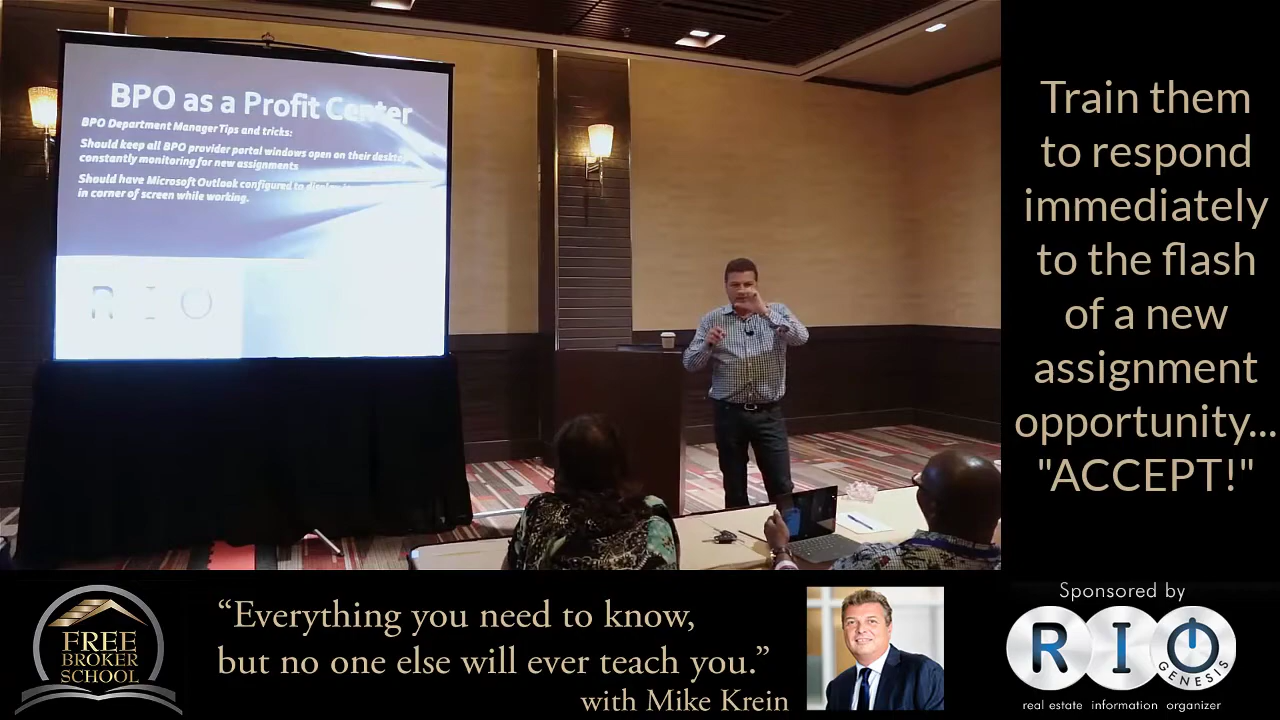 BPO as a Profit Center
BPO Department Manager Tips and tricks:
Should keep all BPO provider portal windows open on their desktop
constantly monitoring for new assignments
Should have Microsoft Outlook configured to display
in corner of screen while working.
R I O
Train them
to respond
immediately
to the flash
of a new
assignment
opportunity...
"ACCEPT!"
FREE
BROKER
SCHOOL
“Everything you need to know,
but no one else will ever teach you.”
with Mike Krein
Sponsored by
R I O
GENESIS
real estate information organizer